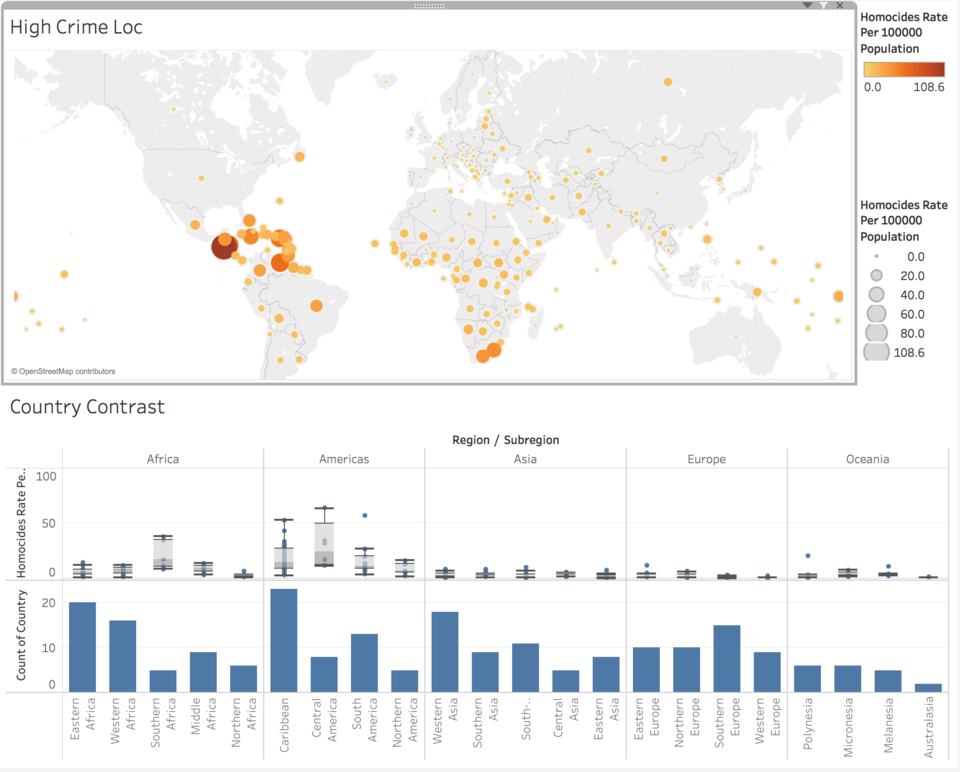 High Crime Loc
Homocides Rate
Per 100000
Population
0.0 108.6
Homocides Rate
Per 100000
Population
0.0
20.0
40.0
60.0
80.0
108.6
© OpenStreetMap contributors
Country Contrast
Region / Subregion
Africa Americas Asia Europe Oceania
Homocides Rate Pe..
100
50
0
Count of Country
20
10
0
Eastern
Africa
Western
Africa
Southern
Africa
Middle
Africa
Northern
Africa
Caribbean
Central
America
South
America
Northern
America
Western
Asia
Southern
Asia
South-..
Central
Asia
Eastern
Asia
Eastern
Europe
Northern
Europe
Southern
Europe
Western
Europe
Polynesia
Micronesia
Melanesia
Australasia